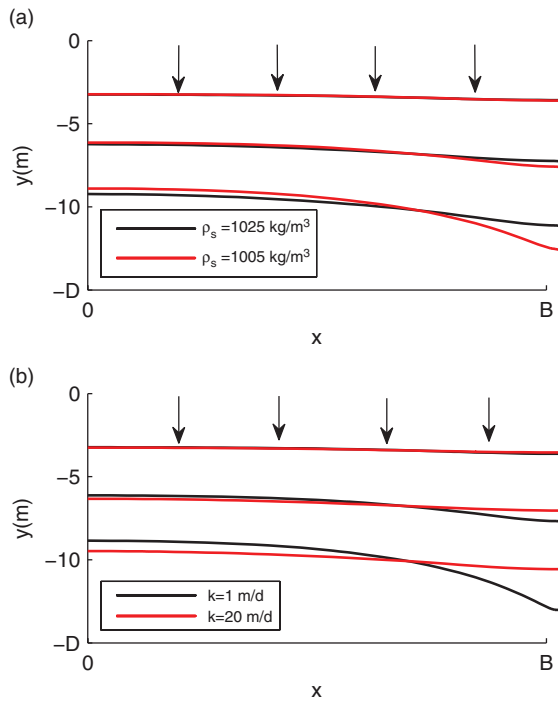 (a)
0
−5
y(m)
−10
ρs =1025 kg/m³
ρs =1005 kg/m³
−D
0
B
x
(b)
0
−5
y(m)
−10
k=1 m/d
k=20 m/d
−D
0
B
x